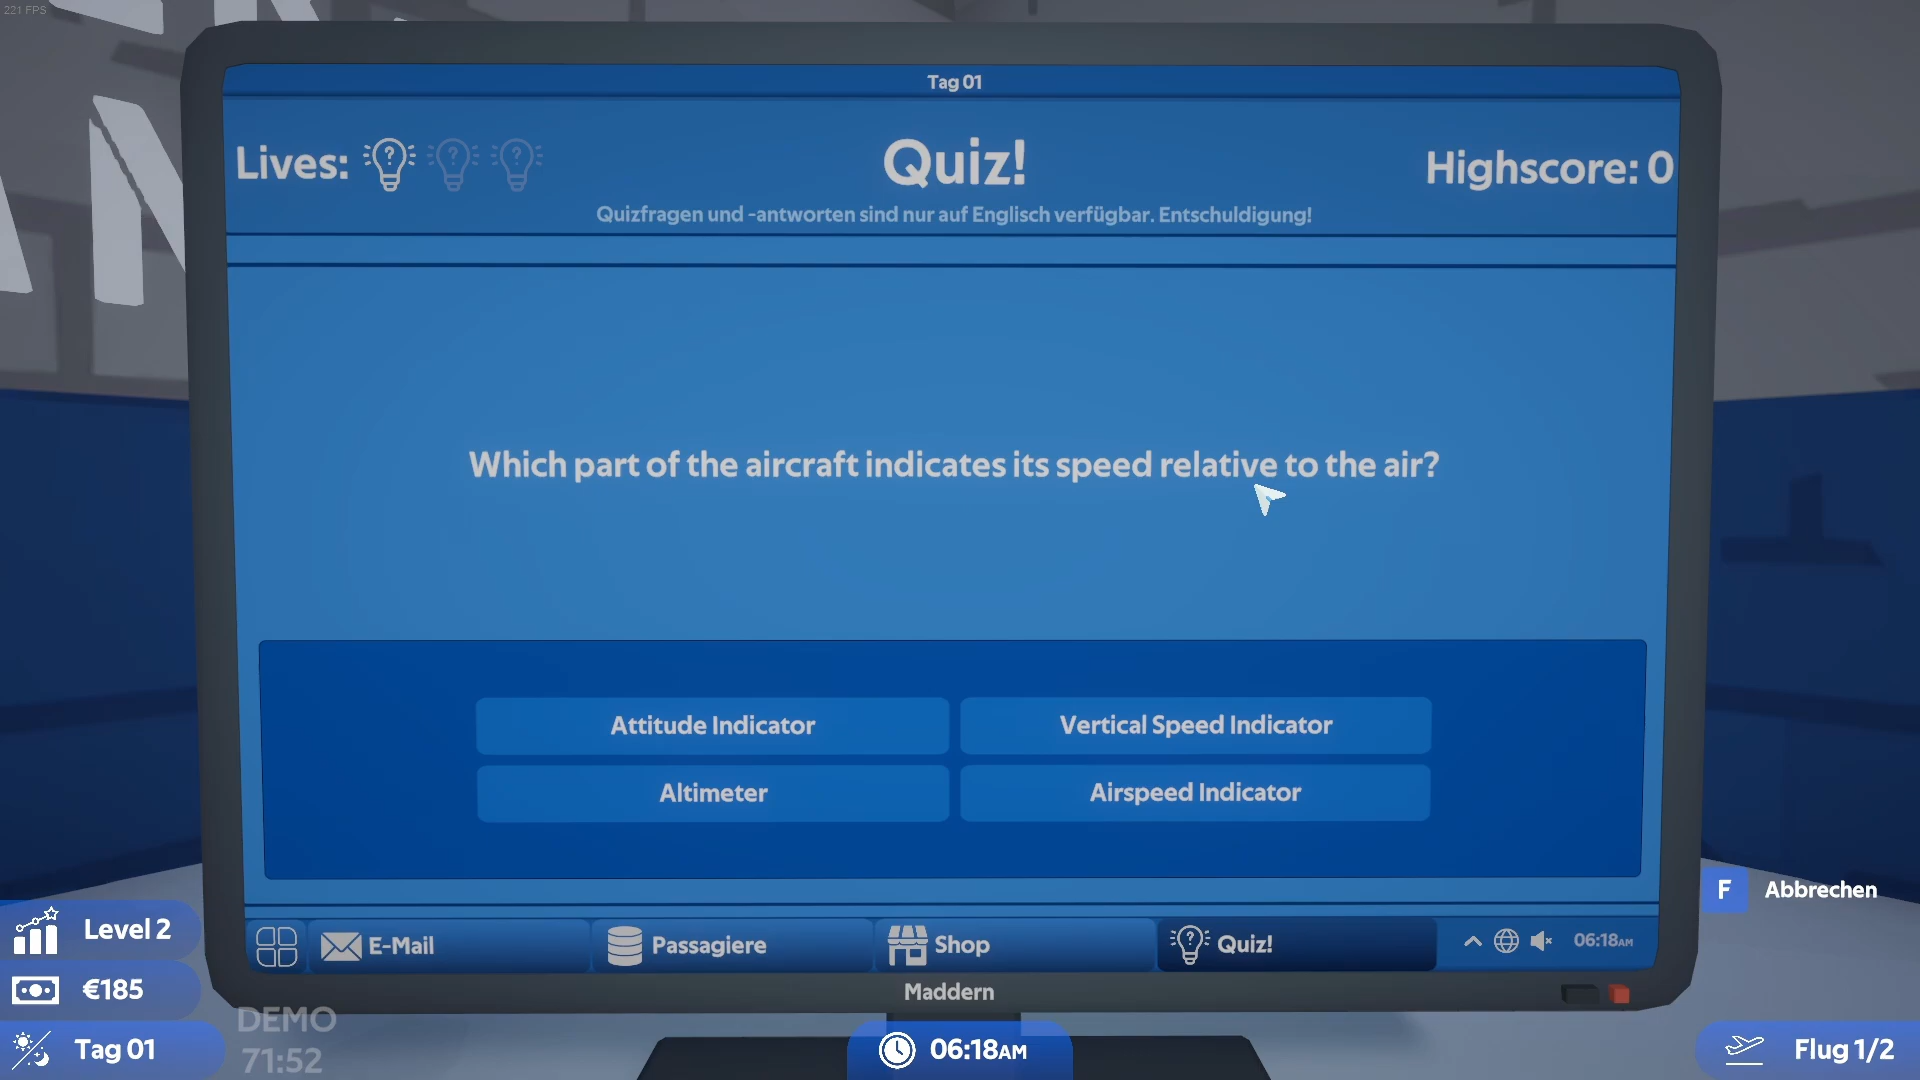 221 FPS
Tag 01
Lives:
Quiz!
Highscore: 0
Quizfragen und -antworten sind nur auf Englisch verfügbar. Entschuldigung!
Which part of the aircraft indicates its speed relative to the air?
Attitude Indicator
Vertical Speed Indicator
Altimeter
Airspeed Indicator
F Abbrechen
E-Mail
Passagiere
Shop
Quiz!
06:18AM
Maddern
Level 2
€185
Tag 01
DEMO
71:52
06:18AM
Flug 1/2